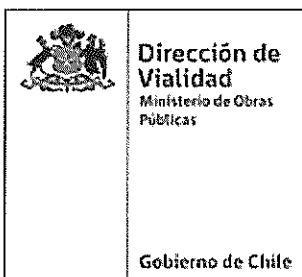 Dirección de
Vialidad
Ministerio de Obras
Públicas
Gobierno de Chile